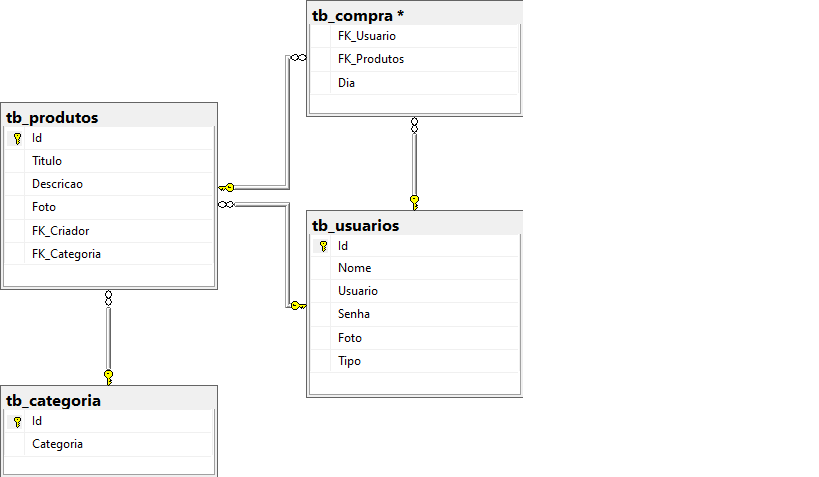 tb_compra *
FK_Usuario
FK_Produtos
Dia
tb_produtos
Id
Titulo
Descricao
Foto
FK_Criador
FK_Categoria
tb_usuarios
Id
Nome
Usuario
Senha
Foto
Tipo
tb_categoria
Id
Categoria